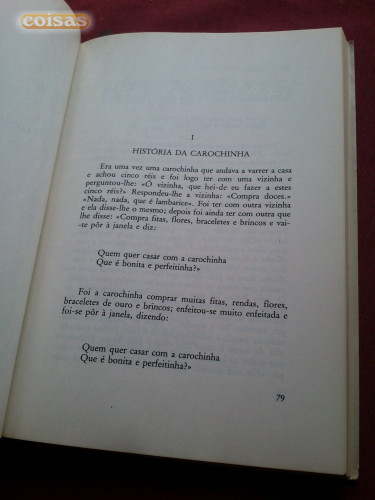 coisas
I
HISTÓRIA DA CAROCHINHA
Era uma vez uma carochinha que andava a varrer a casa
e achou cinco réis e foi logo ter com uma vizinha e
perguntou-lhe: «Ó vizinha, que hei-de eu fazer a estes
cinco réis?» Respondeu-lhe a vizinha: «Compra doces.»
«Nada, nada, que é lambarice». Foi ter com outra vizinha
e ela disse-lhe o mesmo; depois foi ainda ter com outra que
lhe disse: «Compra fitas, flores, braceletes e brincos e vai-
-te pôr à janela e diz:
Quem quer casar com a carochinha
Que é bonita e perfeitinha?»
Foi a carochinha comprar muitas fitas, rendas, flores,
braceletes de ouro e brincos; enfeitou-se muito enfeitada e
foi-se pôr à janela, dizendo:
Quem quer casar com a carochinha
Que é bonita e perfeitinha?»
79